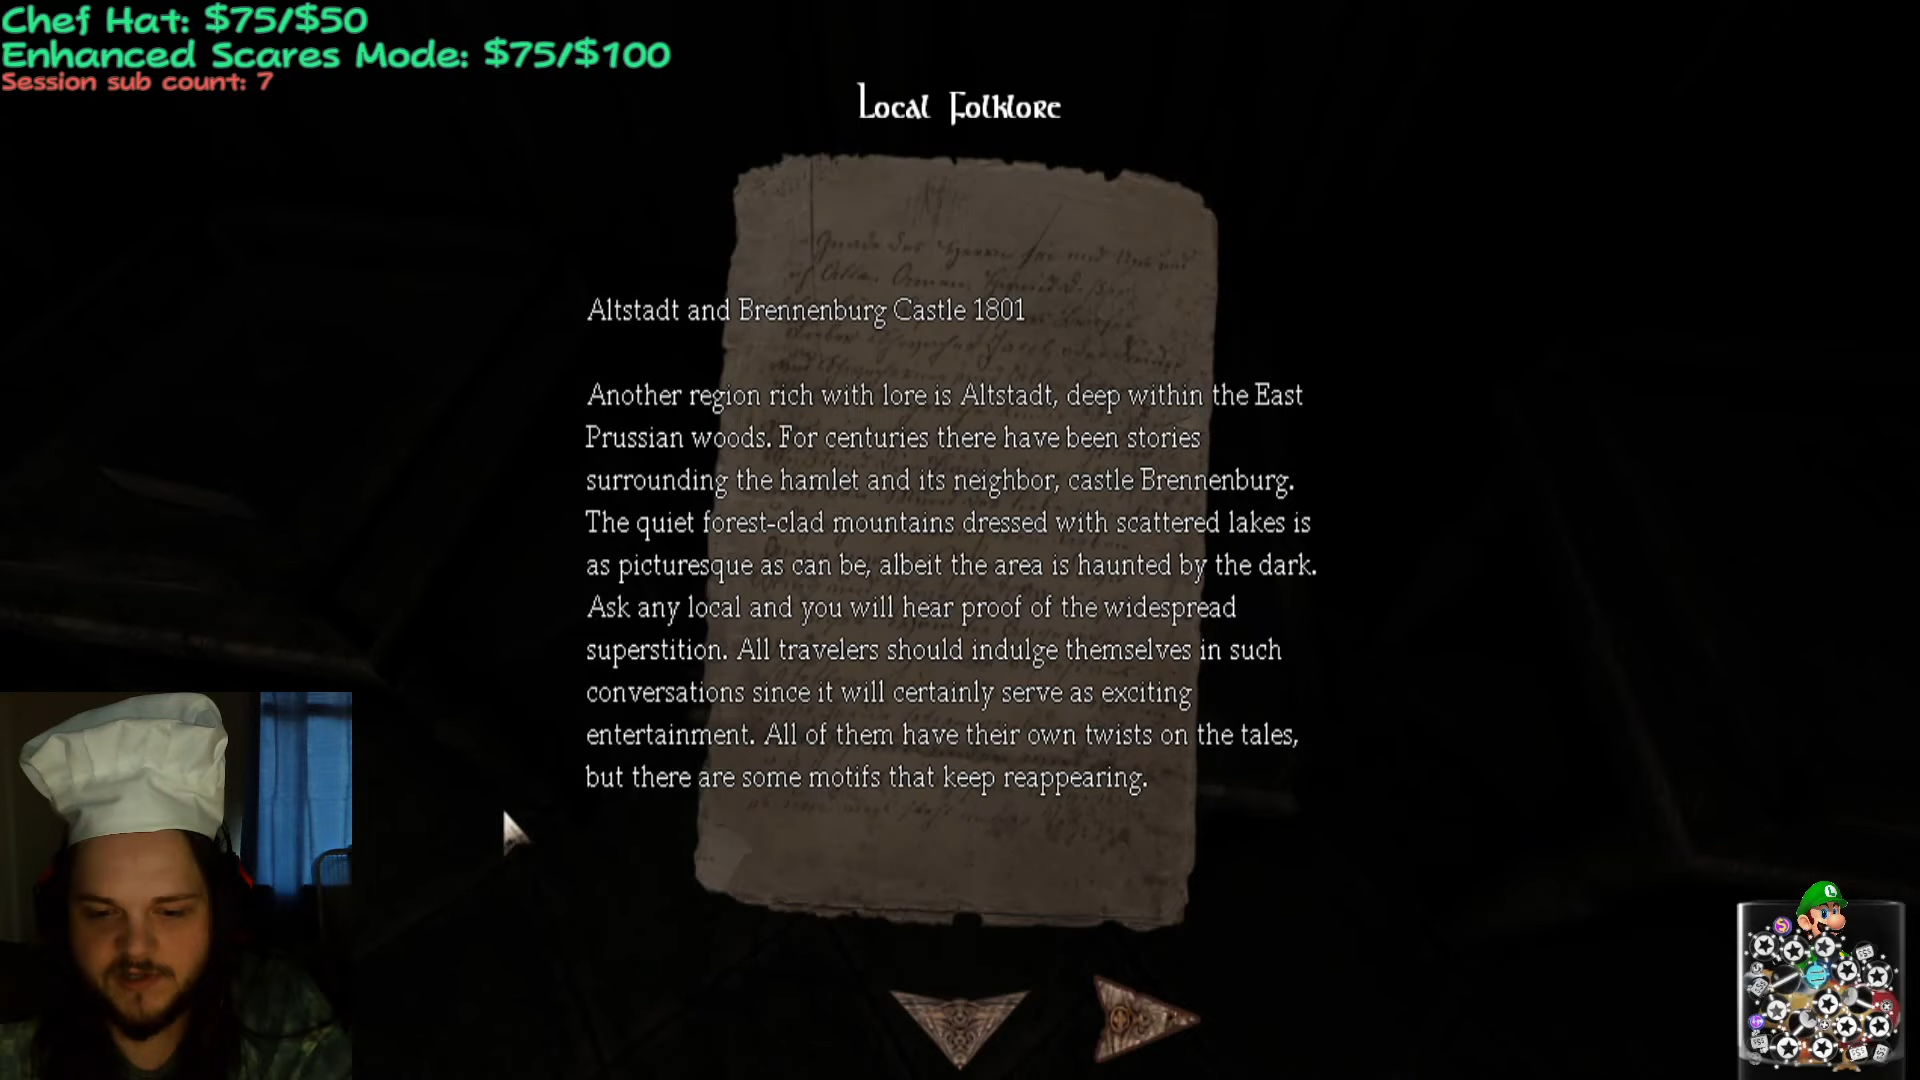 Chef Hat: $75/$50
Enhanced Scares Mode: $75/$100
Session sub count: 7
Local Folklore
Altstadt and Brennenburg Castle 1801
Another region rich with lore is Altstadt, deep within the East
Prussian woods. For centuries there have been stories
surrounding the hamlet and its neighbor, castle Brennenburg.
The quiet forest-clad mountains dressed with scattered lakes is
as picturesque as can be, albeit the area is haunted by the dark.
Ask any local and you will hear proof of the widespread
superstition. All travelers should indulge themselves in such
conversations since it will certainly serve as exciting
entertainment. All of them have their own twists on the tales,
but there are some motifs that keep reappearing.
L